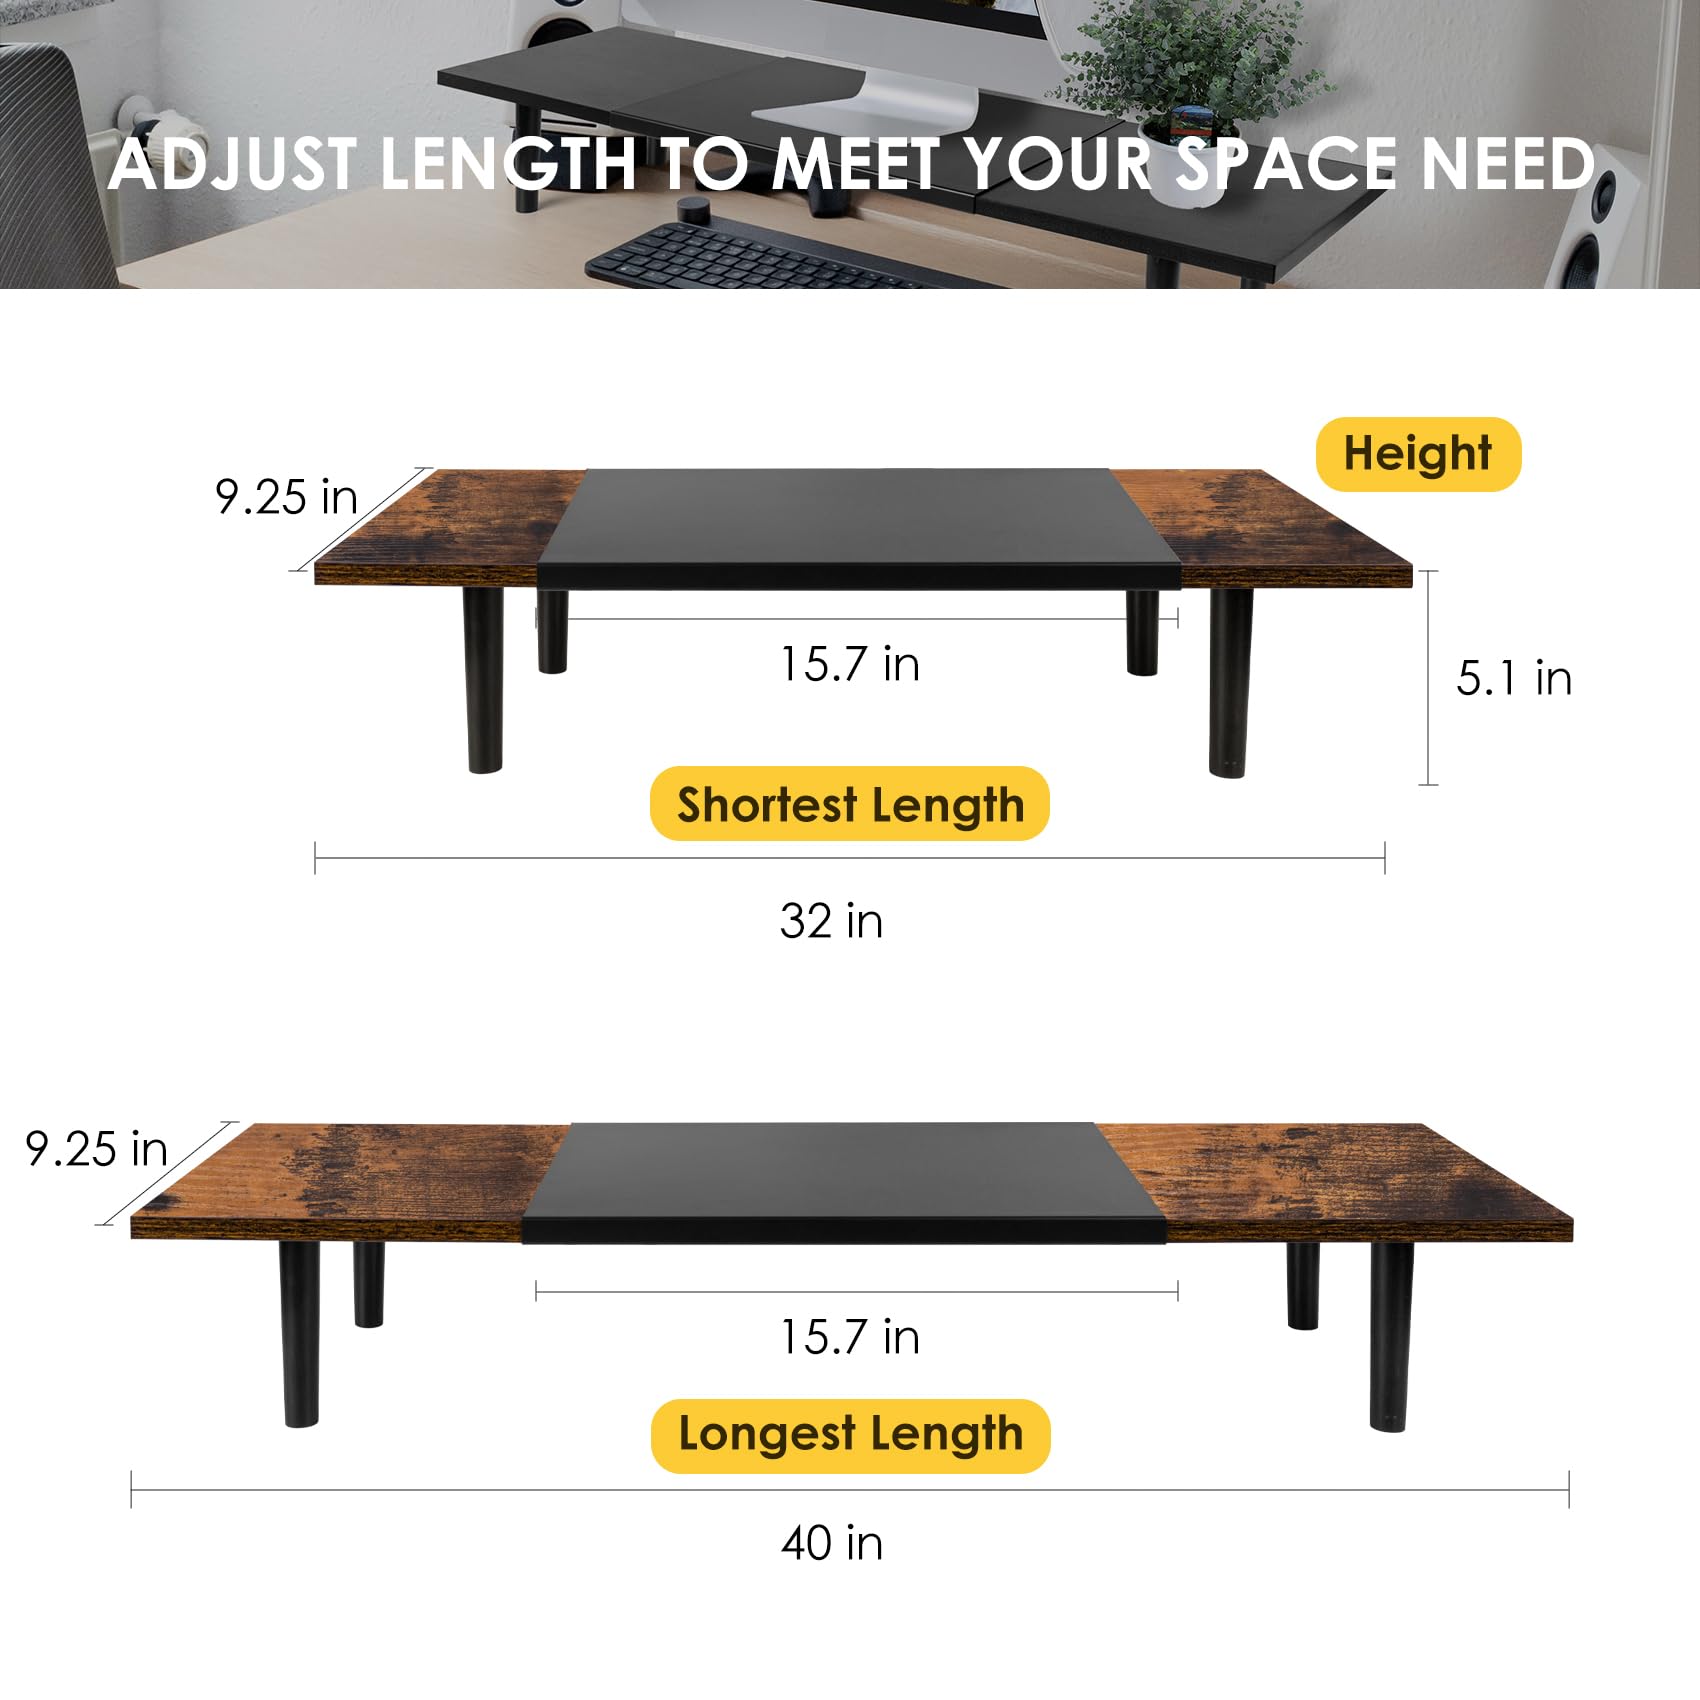 ADJUST LENGTH TO MEET YOUR SPACE NEED
Height
9.25 in
15.7 in
5.1 in
Shortest Length
32 in
9.25 in
15.7 in
Longest Length
40 in